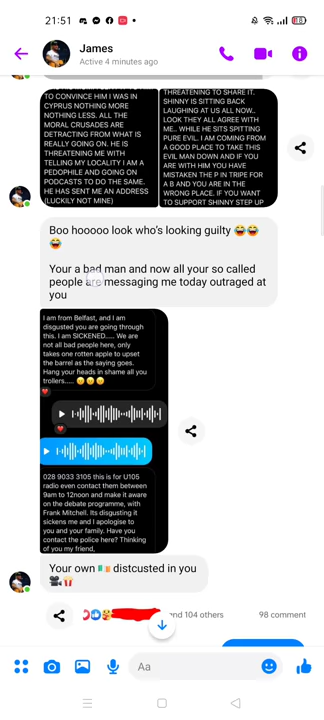 21:51
James
Active 4 minutes ago
TO CONVINCE HIM I WAS IN
CYPRUS NOTHING MORE
NOTHING LESS. ALL THE
MORAL CRUSADES ARE
DETRACTING FROM WHAT IS
REALLY GOING ON. HE IS
THREATENING ME WITH
TELLING MY LOCALITY I AM A
PEDOPHILE AND GOING ON
PODCASTS TO DO THE SAME.
HE HAS SENT ME AN ADDRESS
(LUCKILY NOT MINE)
THREATENING TO SHARE IT.
SHINNY IS SITTING BACK
LAUGHING AT US ALL NOW..
LOOK THEY ALL AGREE WITH
ME.. WHILE HE SITS SPITTING
PURE EVIL. I AM COMING FROM
A GOOD PLACE TO TAKE THIS
EVIL MAN DOWN AND IF YOU
ARE WITH HIM YOU HAVE
MISTAKEN THE P IN TRIPE FOR
A B AND YOU ARE IN THE
WRONG PLACE. IF YOU WANT
TO SUPPORT SHINNY STEP UP
Boo hooooo look who's looking guilty 😂😂
😂
Your a bad man and now all your so called
people are messaging me today outraged at
you
I am from Belfast, and I am
disgusted you are going through
this. I am SICKENED..... We are
not all bad people here, only
takes one rotten apple to upset
the barrel as the saying goes.
Hang your heads in shame all you
trollers..... 😠😠😠
028 9033 3105 this is for U105
radio even contact them between
9am to 12noon and make it aware
on the debate programme, with
Frank Mitchell. Its disgusting it
sickens me and I apologise to
you and your family. Have you
contact the police here? Thinking
of you my friend,
Your own 🇮🇪 distcusted in you
🎥🍿
nd 104 others
98 comment
Aa